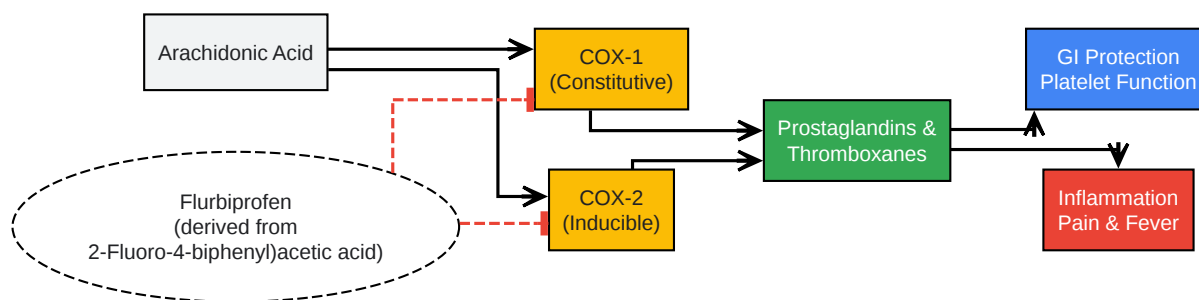 Arachidonic Acid
COX-1
(Constitutive)
GI Protection
Platelet Function
Prostaglandins &
Thromboxanes
Flurbiprofen
(derived from
2-Fluoro-4-biphenyl)acetic acid)
COX-2
(Inducible)
Inflammation
Pain & Fever